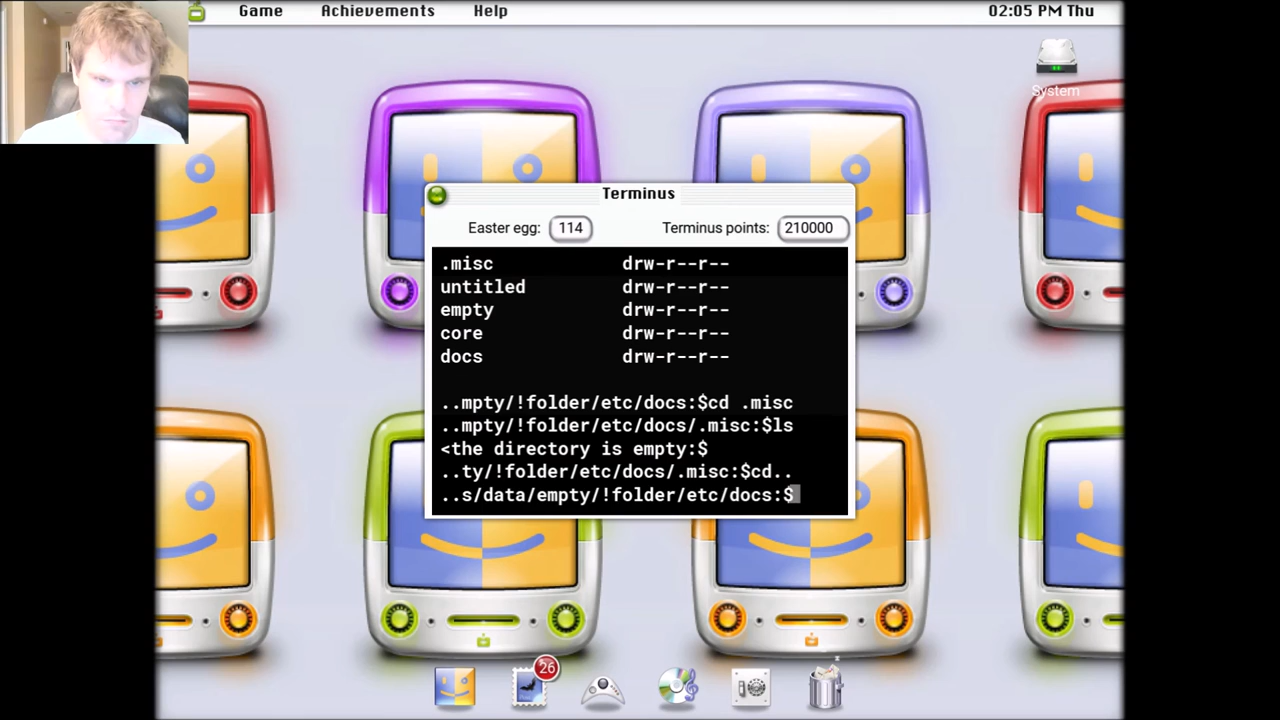 Game Achievements Help 02:05 PM Thu
System
Terminus
Easter egg: 114 Terminus points: 210000
.misc drw-r--r--
untitled drw-r--r--
empty drw-r--r--
core drw-r--r--
docs drw-r--r--
..mpty/!folder/etc/docs:$cd .misc
..mpty/!folder/etc/docs/.misc:$ls
<the directory is empty:$
..ty/!folder/etc/docs/.misc:$cd..
..s/data/empty/!folder/etc/docs:$
26